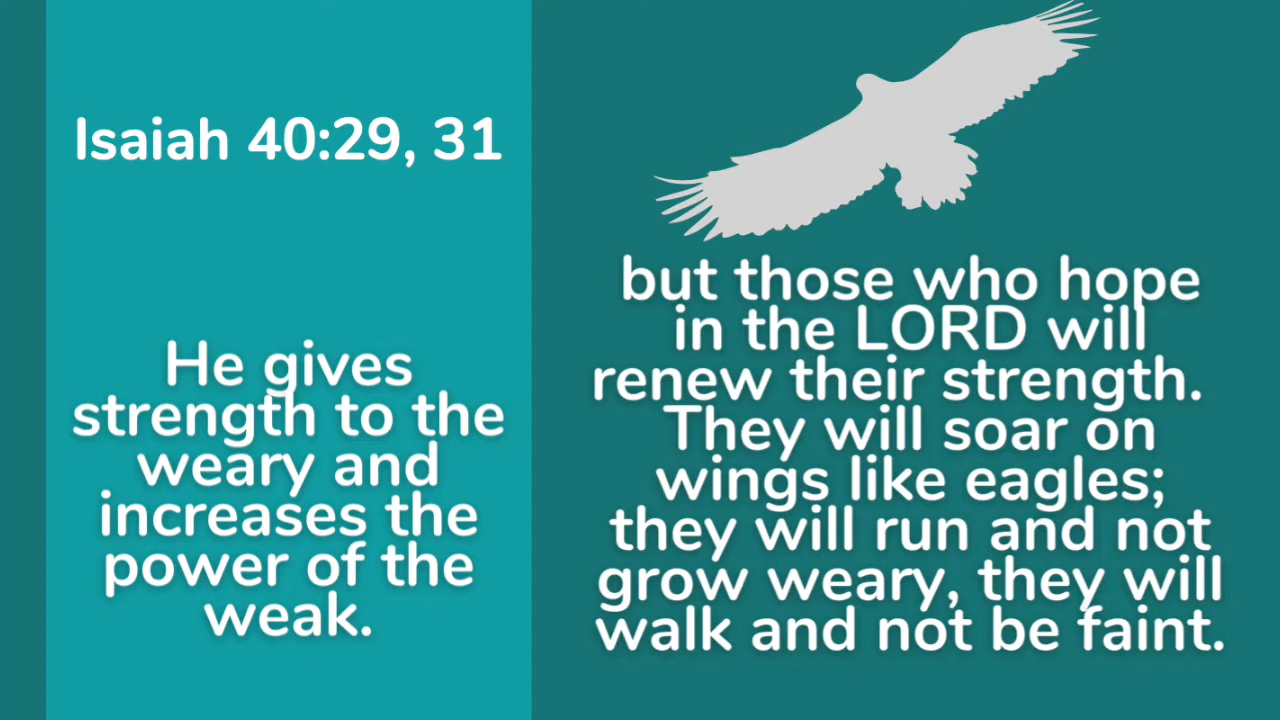 Isaiah 40:29, 31
He gives
strength to the
weary and
increases the
power of the
weak.
but those who hope
in the LORD will
renew their strength.
They will soar on
wings like eagles;
they will run and not
grow weary, they will
walk and not be faint.